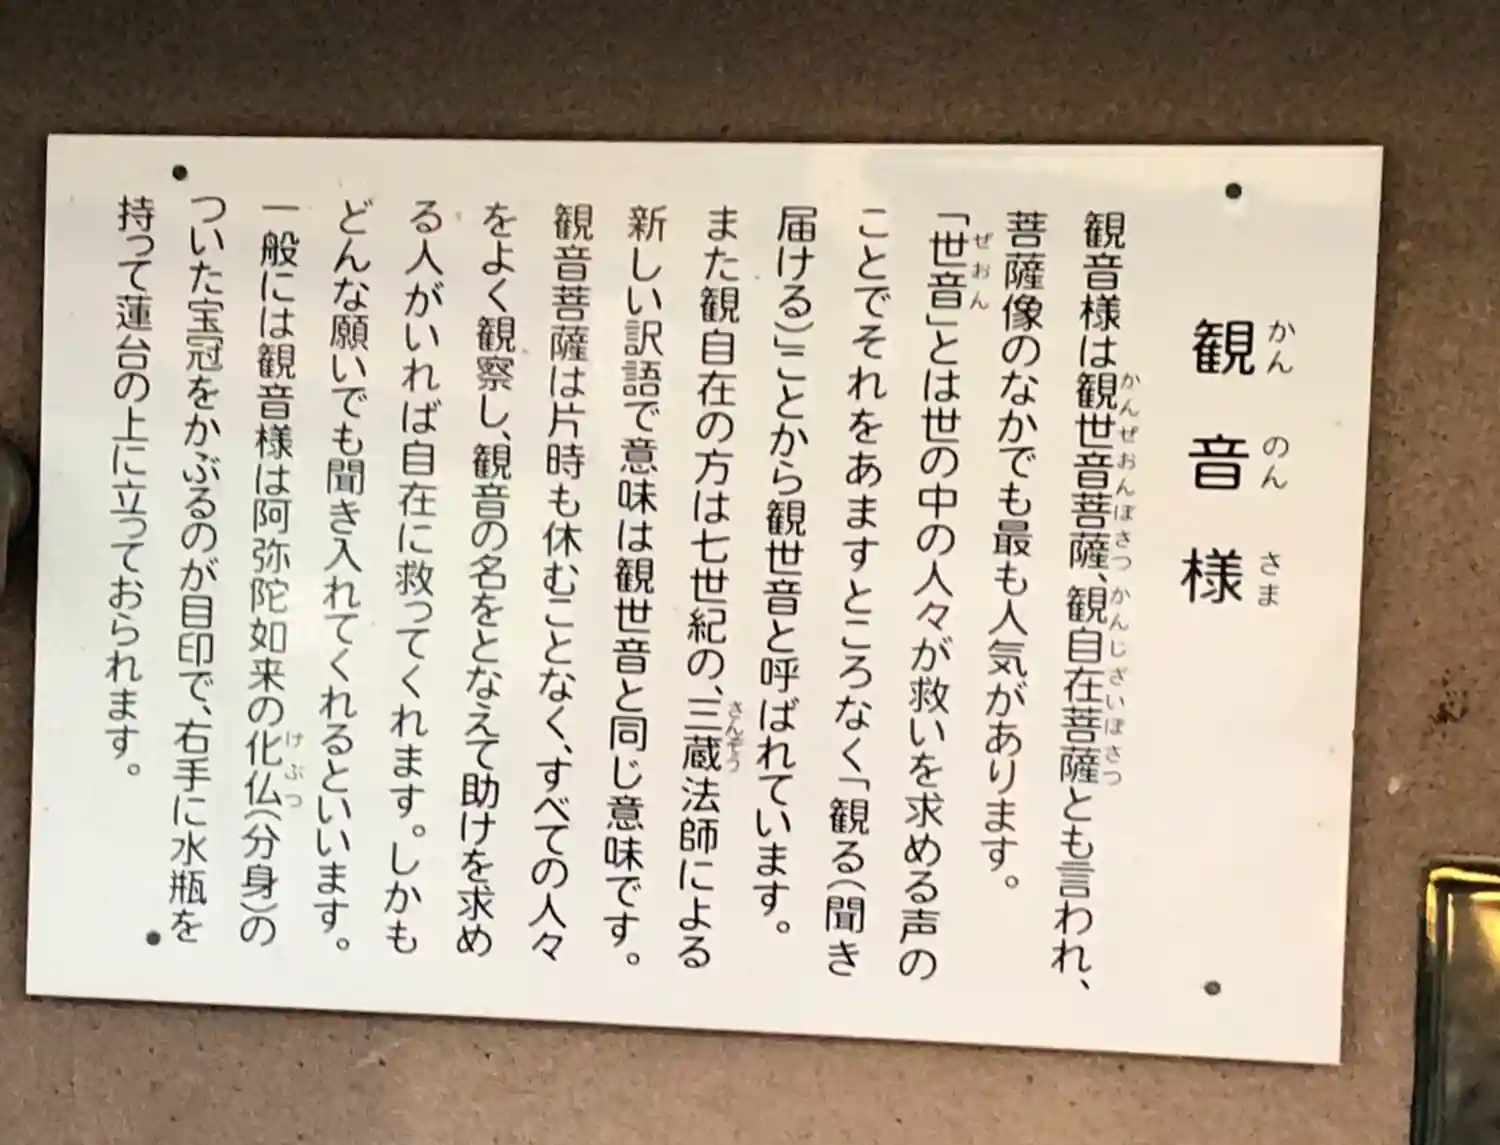 観音様
観音様は観世音菩薩、観自在菩薩とも言われ、
菩薩像のなかでも最も人気があります。
「世音」とは世の中の人々が救いを求める声の
ことでそれをあますところなく「観る(聞き
届ける)」ことから観世音と呼ばれています。
また観自在の方は七世紀の、三蔵法師による
新しい訳語で意味は観世音と同じ意味です。
観音菩薩は片時も休むことなく、すべての人々
をよく観察し、観音の名をとなえて助けを求め
る人がいれば自在に救ってくれます。しかも
どんな願いでも聞き入れてくれるといいます。
一般には観音様は阿弥陀如来の化仏(分身)の
ついた宝冠をかぶるのが目印で、右手に水瓶を
持って蓮台の上に立っておられます。